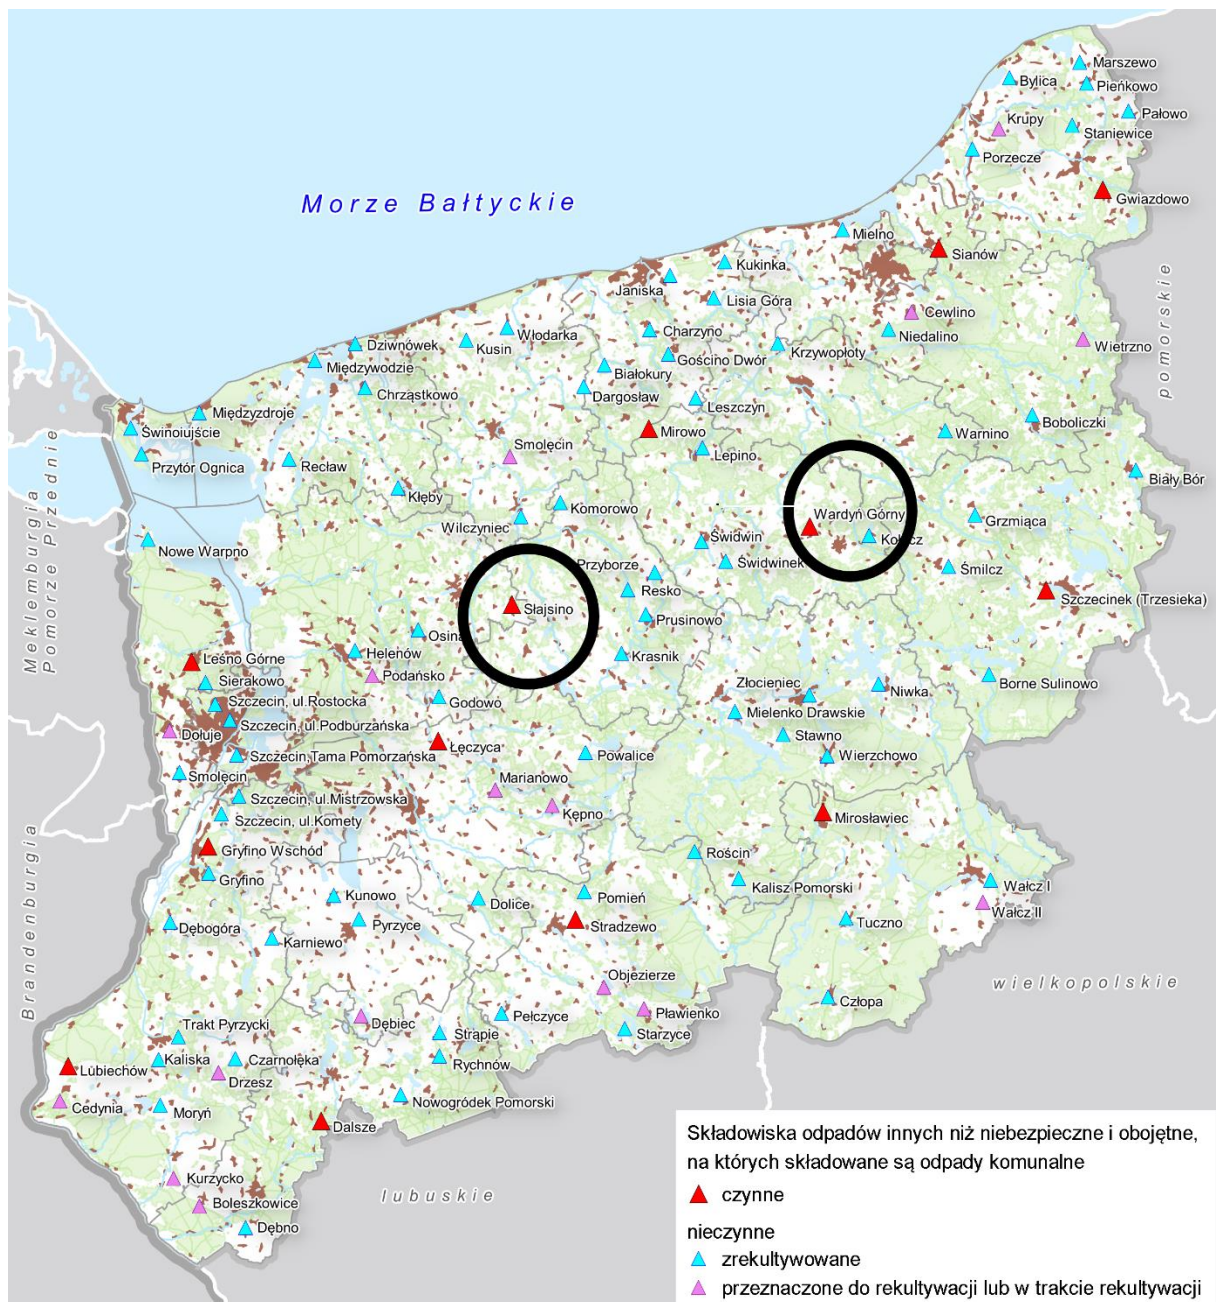 Marszewo
Bylica
Pieńkowo
Pałowo
Krupy
Staniewice
Porzecze
Gwiazdowo
Morze Bałtyckie
Mielno
Sianów
Kukinka
Janiska
Lisia Góra
Cewlino
pomorskie
Włodarka
Charzyno
Niedalino
Dziwnówek
Kusin
Krzywopłoty
Wietrzno
Gościno Dwór
Międzywodzie
Białokury
Chrząstkowo
Dargosław
Leszczyn
Międzyzdroje
Boboliczki
Świnoiujście
Mirowo
Warnino
Smolęcin
Lepino
Przytór Ognica
Recław
Biały Bór
Kłęby
Komorowo
Wardyń Górny
Wilczyniec
Grzmiąca
Świdwin
Kołacz
Nowe Warpno
Przyborze
Świdwinek
Śmilcz
Resko
Szczecinek (Trzesieka)
Słajsino
Prusinowo
Meklemburgia
Pomorze Przednie
Osina
Helenów
Krasnik
Leśno Górne
Podańsko
Borne Sulinowo
Sierakowo
Złocieniec
Niwka
Szczecin, ul.Rostocka
Godowo
Mielenko Drawskie
Szczecin, ul.Podburzańska
Dołuje
Stawno
Łęczyca
Szczecin,Tama Pomorzańska
Powalice
Wierzchowo
Smolęcin
Marianowo
Szczecin, ul.Mistrzowska
Kępno
Szczecin, ul.Komety
Mirosławiec
Gryfino Wschód
Rościn
Gryfino
Kalisz Pomorski
Wałcz I
Brandenburgia
Kunowo
Dolice
Pomień
Wałcz II
Dębogóra
Pyrzyce
Stradzewo
Tuczno
Karniewo
Objezierze
wielkopolskie
Człopa
Pełczyce
Pławienko
Dębiec
Trakt Pyrzycki
Strąpie
Starzyce
Kaliska
Czarnołęka
Rychnów
Lubiechów
Drzesz
Nowogródek Pomorski
Cedynia
Moryń
Dalsze
Kurzycko
lubuskie
Boleszkowice
Dębno
Składowiska odpadów innych niż niebezpieczne i obojętne,
na których składowane są odpady komunalne
czynne
nieczynne
zrekultywowane
przeznaczone do rekultywacji lub w trakcie rekultywacji